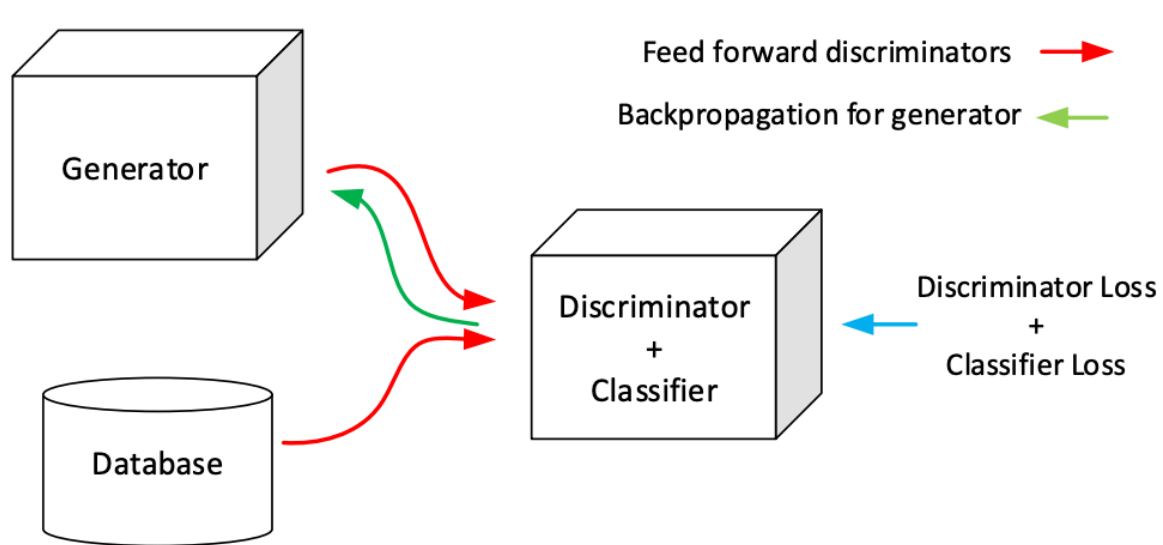 Feed forward discriminators
Backpropagation for generator
Generator
Discriminator
+
Classifier
Discriminator Loss
+
Classifier Loss
Database